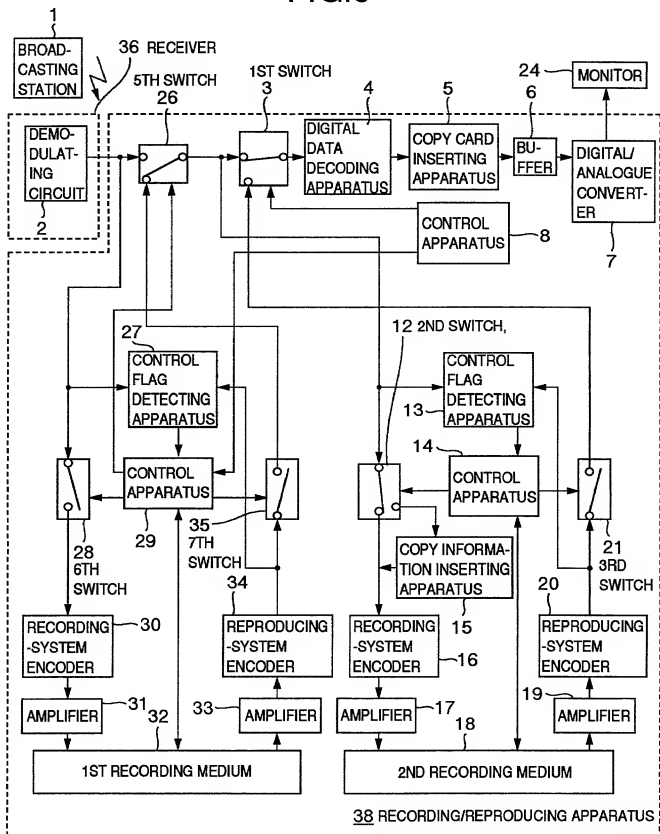 1
BROAD-
CASTING
STATION
36 RECEIVER
5TH SWITCH
26
1ST SWITCH
3
4
5
6
24
MONITOR
DEMO-
DULAT-
ING
CIRCUIT
2
DIGITAL
DATA
DECODING
APPARATUS
COPY CARD
INSERTING
APPARATUS
BU-
FFER
DIGITAL/
ANALOGUE
CONVERT-
ER
7
CONTROL
APPARATUS
8
27
CONTROL
FLAG
DETECTING
APPARATUS
12 2ND SWITCH,
CONTROL
FLAG
DETECTING
APPARATUS
13
14
CONTROL
APPARATUS
29
CONTROL
APPARATUS
28
6TH
SWITCH
35
7TH
SWITCH
34
COPY INFORMA-
TION INSERTING
APPARATUS
15
21
3RD
SWITCH
20
RECORDING
-SYSTEM
ENCODER
30
REPRODUCING
-SYSTEM
ENCODER
RECORDING
-SYSTEM
ENCODER
16
REPRODUCING
-SYSTEM
ENCODER
AMPLIFIER
31
32
33
AMPLIFIER
AMPLIFIER
17
18
19
AMPLIFIER
1ST RECORDING MEDIUM
2ND RECORDING MEDIUM
38 RECORDING/REPRODUCING APPARATUS